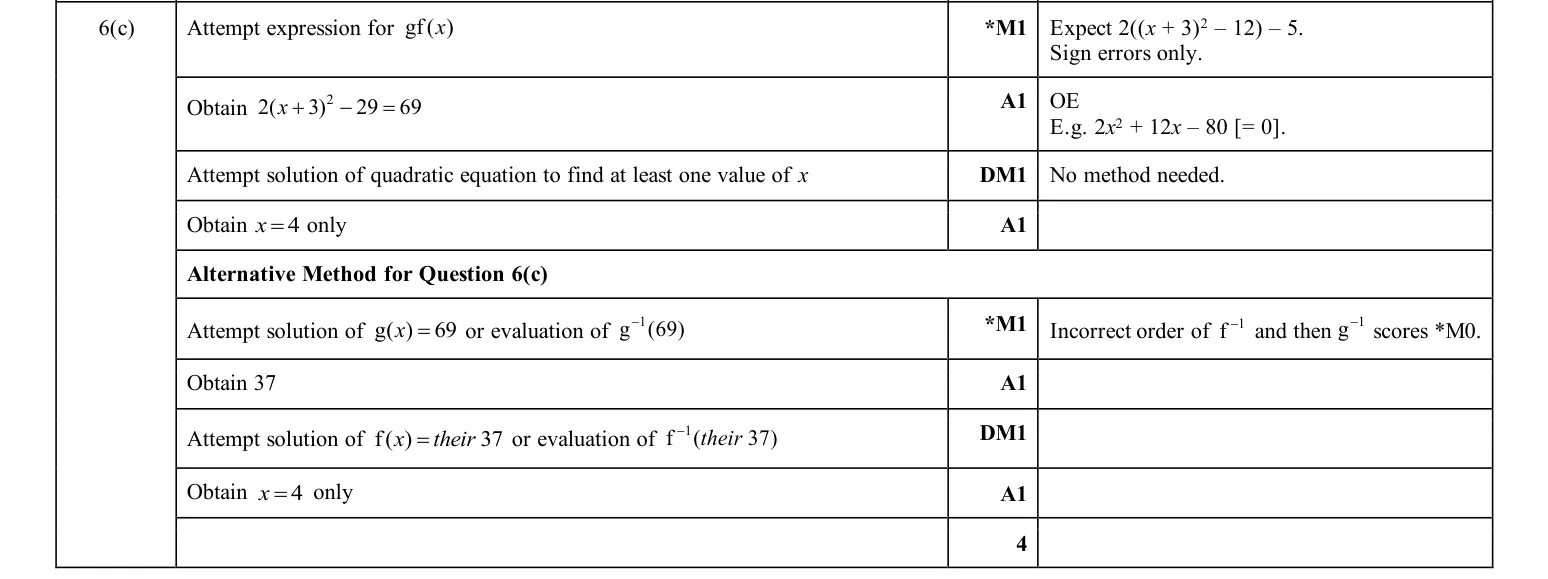 6(c) Attempt expression for gf(x) *M1 Expect 2((x + 3)² – 12) – 5.
Sign errors only.
Obtain 2(x+3)² −29=69 A1 OE
E.g. 2x² + 12x – 80 [= 0].
Attempt solution of quadratic equation to find at least one value of x DM1 No method needed.
Obtain x=4 only A1
Alternative Method for Question 6(c)
Attempt solution of g(x)=69 or evaluation of g⁻¹(69) *M1 Incorrect order of f⁻¹ and then g⁻¹ scores *M0.
Obtain 37 A1
Attempt solution of f(x)=their 37 or evaluation of f⁻¹(their 37) DM1
Obtain x=4 only A1
4